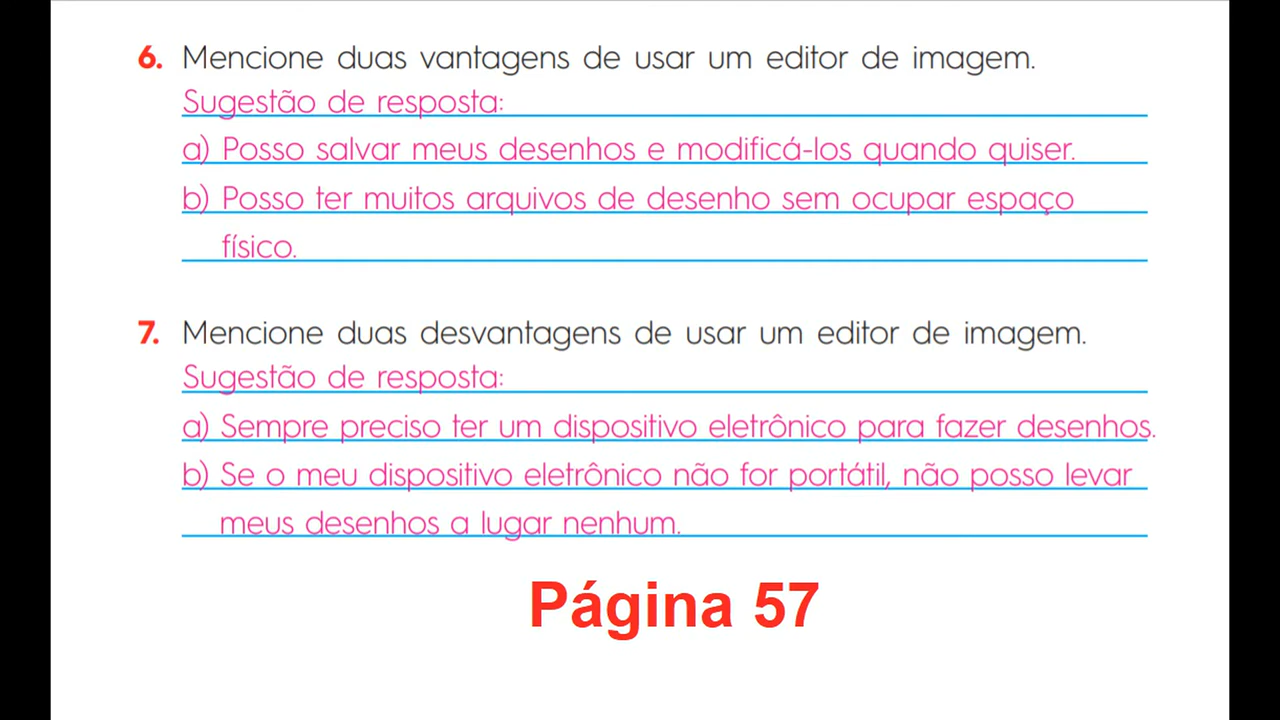 6. Mencione duas vantagens de usar um editor de imagem.
Sugestão de resposta:
a) Posso salvar meus desenhos e modificá-los quando quiser.
b) Posso ter muitos arquivos de desenho sem ocupar espaço
físico.
7. Mencione duas desvantagens de usar um editor de imagem.
Sugestão de resposta:
a) Sempre preciso ter um dispositivo eletrônico para fazer desenhos.
b) Se o meu dispositivo eletrônico não for portátil, não posso levar
meus desenhos a lugar nenhum.
Página 57